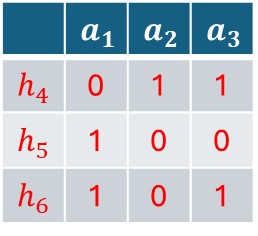 a₁ a₂ a₃
h₄ 0 1 1
h₅ 1 0 0
h₆ 1 0 1